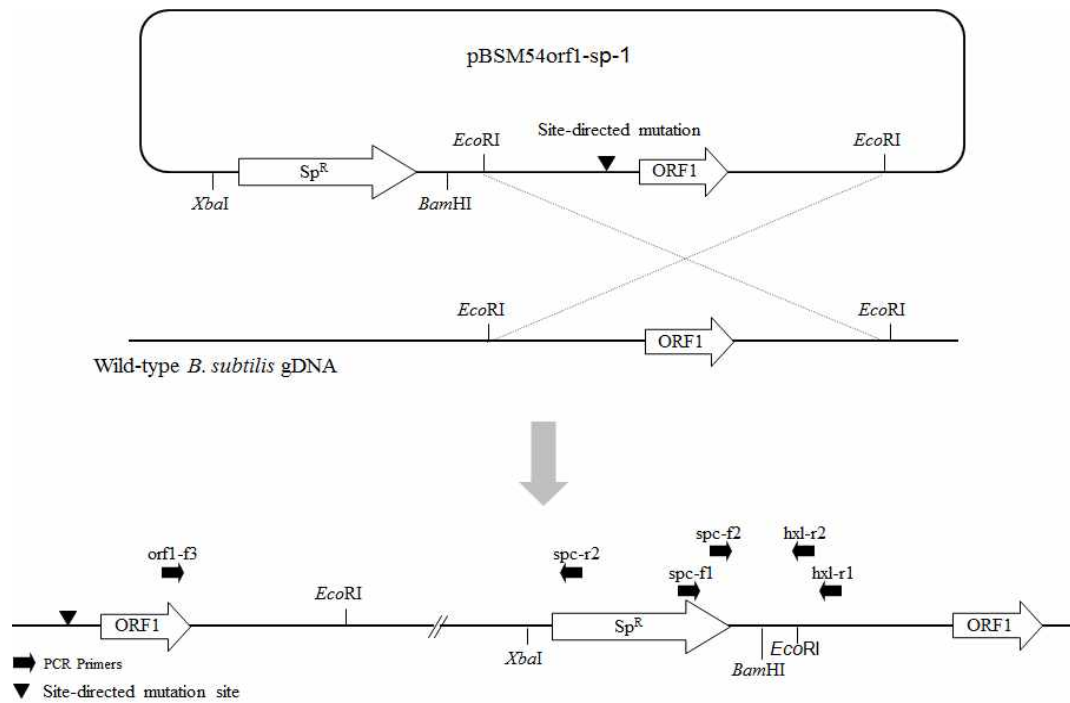 pBSM54orf1-sp-1
Site-directed mutation
EcoRI
EcoRI
SpR
ORF1
XbaI
BamHI
EcoRI
EcoRI
ORF1
Wild-type B. subtilis gDNA
spc-f2
hxl-r2
orf1-f3
spc-r2
spc-f1
hxl-r1
EcoRI
ORF1
SpR
ORF1
XbaI
EcoRI
BamHI
PCR Primers
Site-directed mutation site